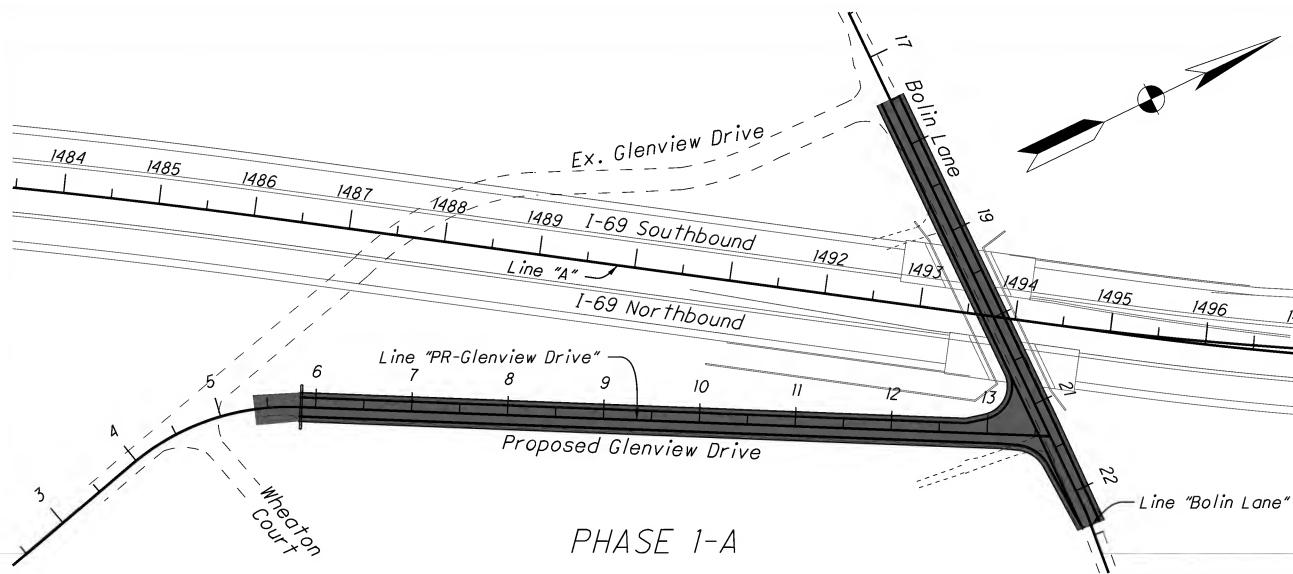 17
Bolin Lane
Ex. Glenview Drive
1484
1485
1486
1487
1488
1489
I-69 Southbound
1492
1493
1494
1495
1496
19
Line "A"
I-69 Northbound
Line "PR-Glenview Drive"
3
4
5
6
7
8
9
10
11
12
13
21
22
Proposed Glenview Drive
Wheaton
Court
Line "Bolin Lane"
PHASE 1-A